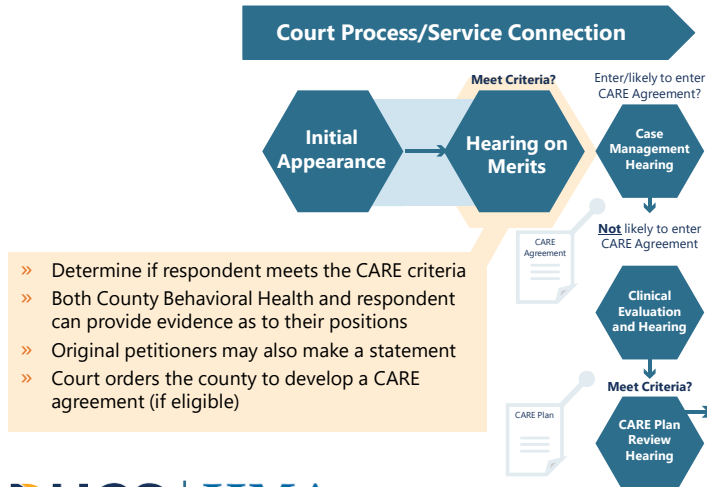 Court Process/Service Connection
Meet Criteria?
Enter/likely to enter
CARE Agreement?
Initial
Appearance
Hearing on
Merits
Case
Management
Hearing
CARE
Agreement
Not likely to enter
CARE Agreement
» Determine if respondent meets the CARE criteria
» Both County Behavioral Health and respondent
can provide evidence as to their positions
» Original petitioners may also make a statement
» Court orders the county to develop a CARE
agreement (if eligible)
Clinical
Evaluation
and Hearing
Meet Criteria?
CARE Plan
CARE Plan
Review
Hearing